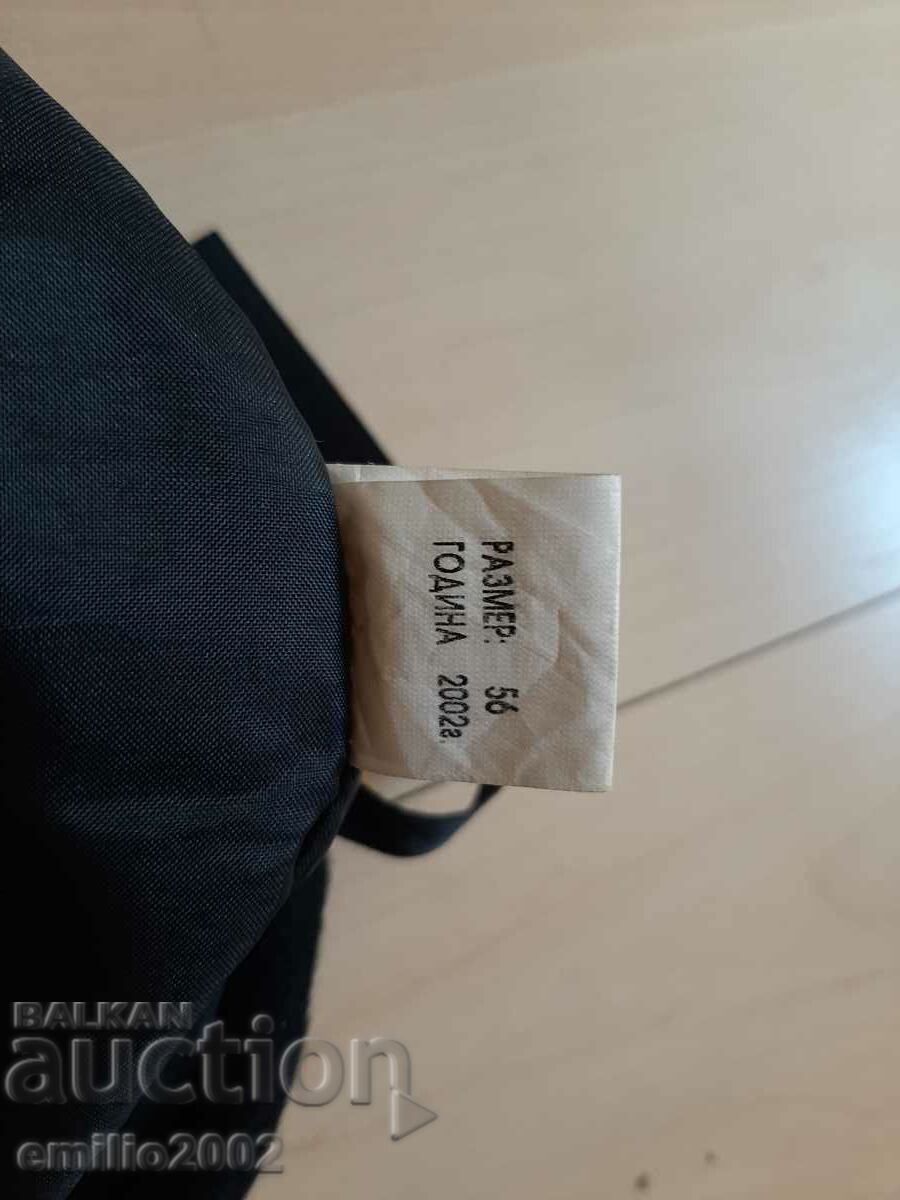 РАЗМЕР: 56
ГОДИНА 2002г.
BALKAN
auction
emilio2002